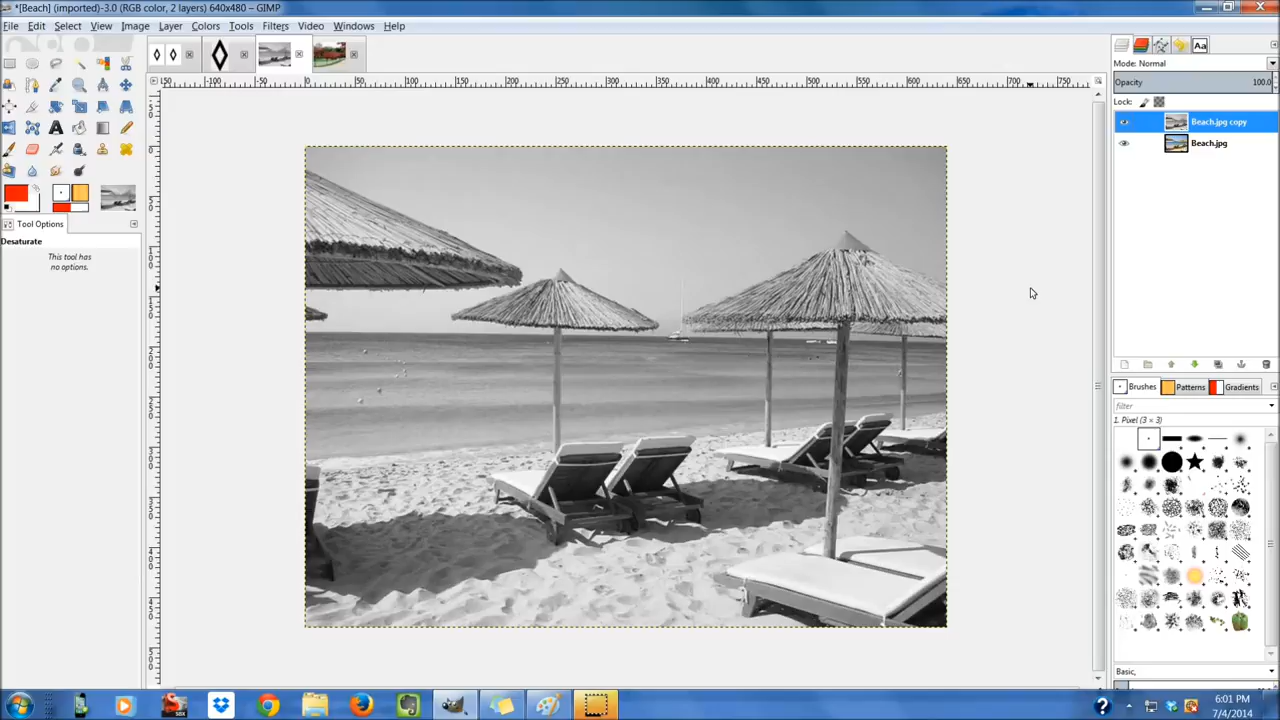 *[Beach] (imported)-3.0 (RGB color, 2 layers) 640x480 – GIMP
File Edit Select View Image Layer Colors Tools Filters Video Windows Help
Mode: Normal
Opacity 100.0
Lock:
Beach.jpg copy
Beach.jpg
Tool Options
Desaturate
This tool has
no options.
Brushes Patterns Gradients
filter
1. Pixel (3 × 3)
Basic,
6:01 PM
7/4/2014